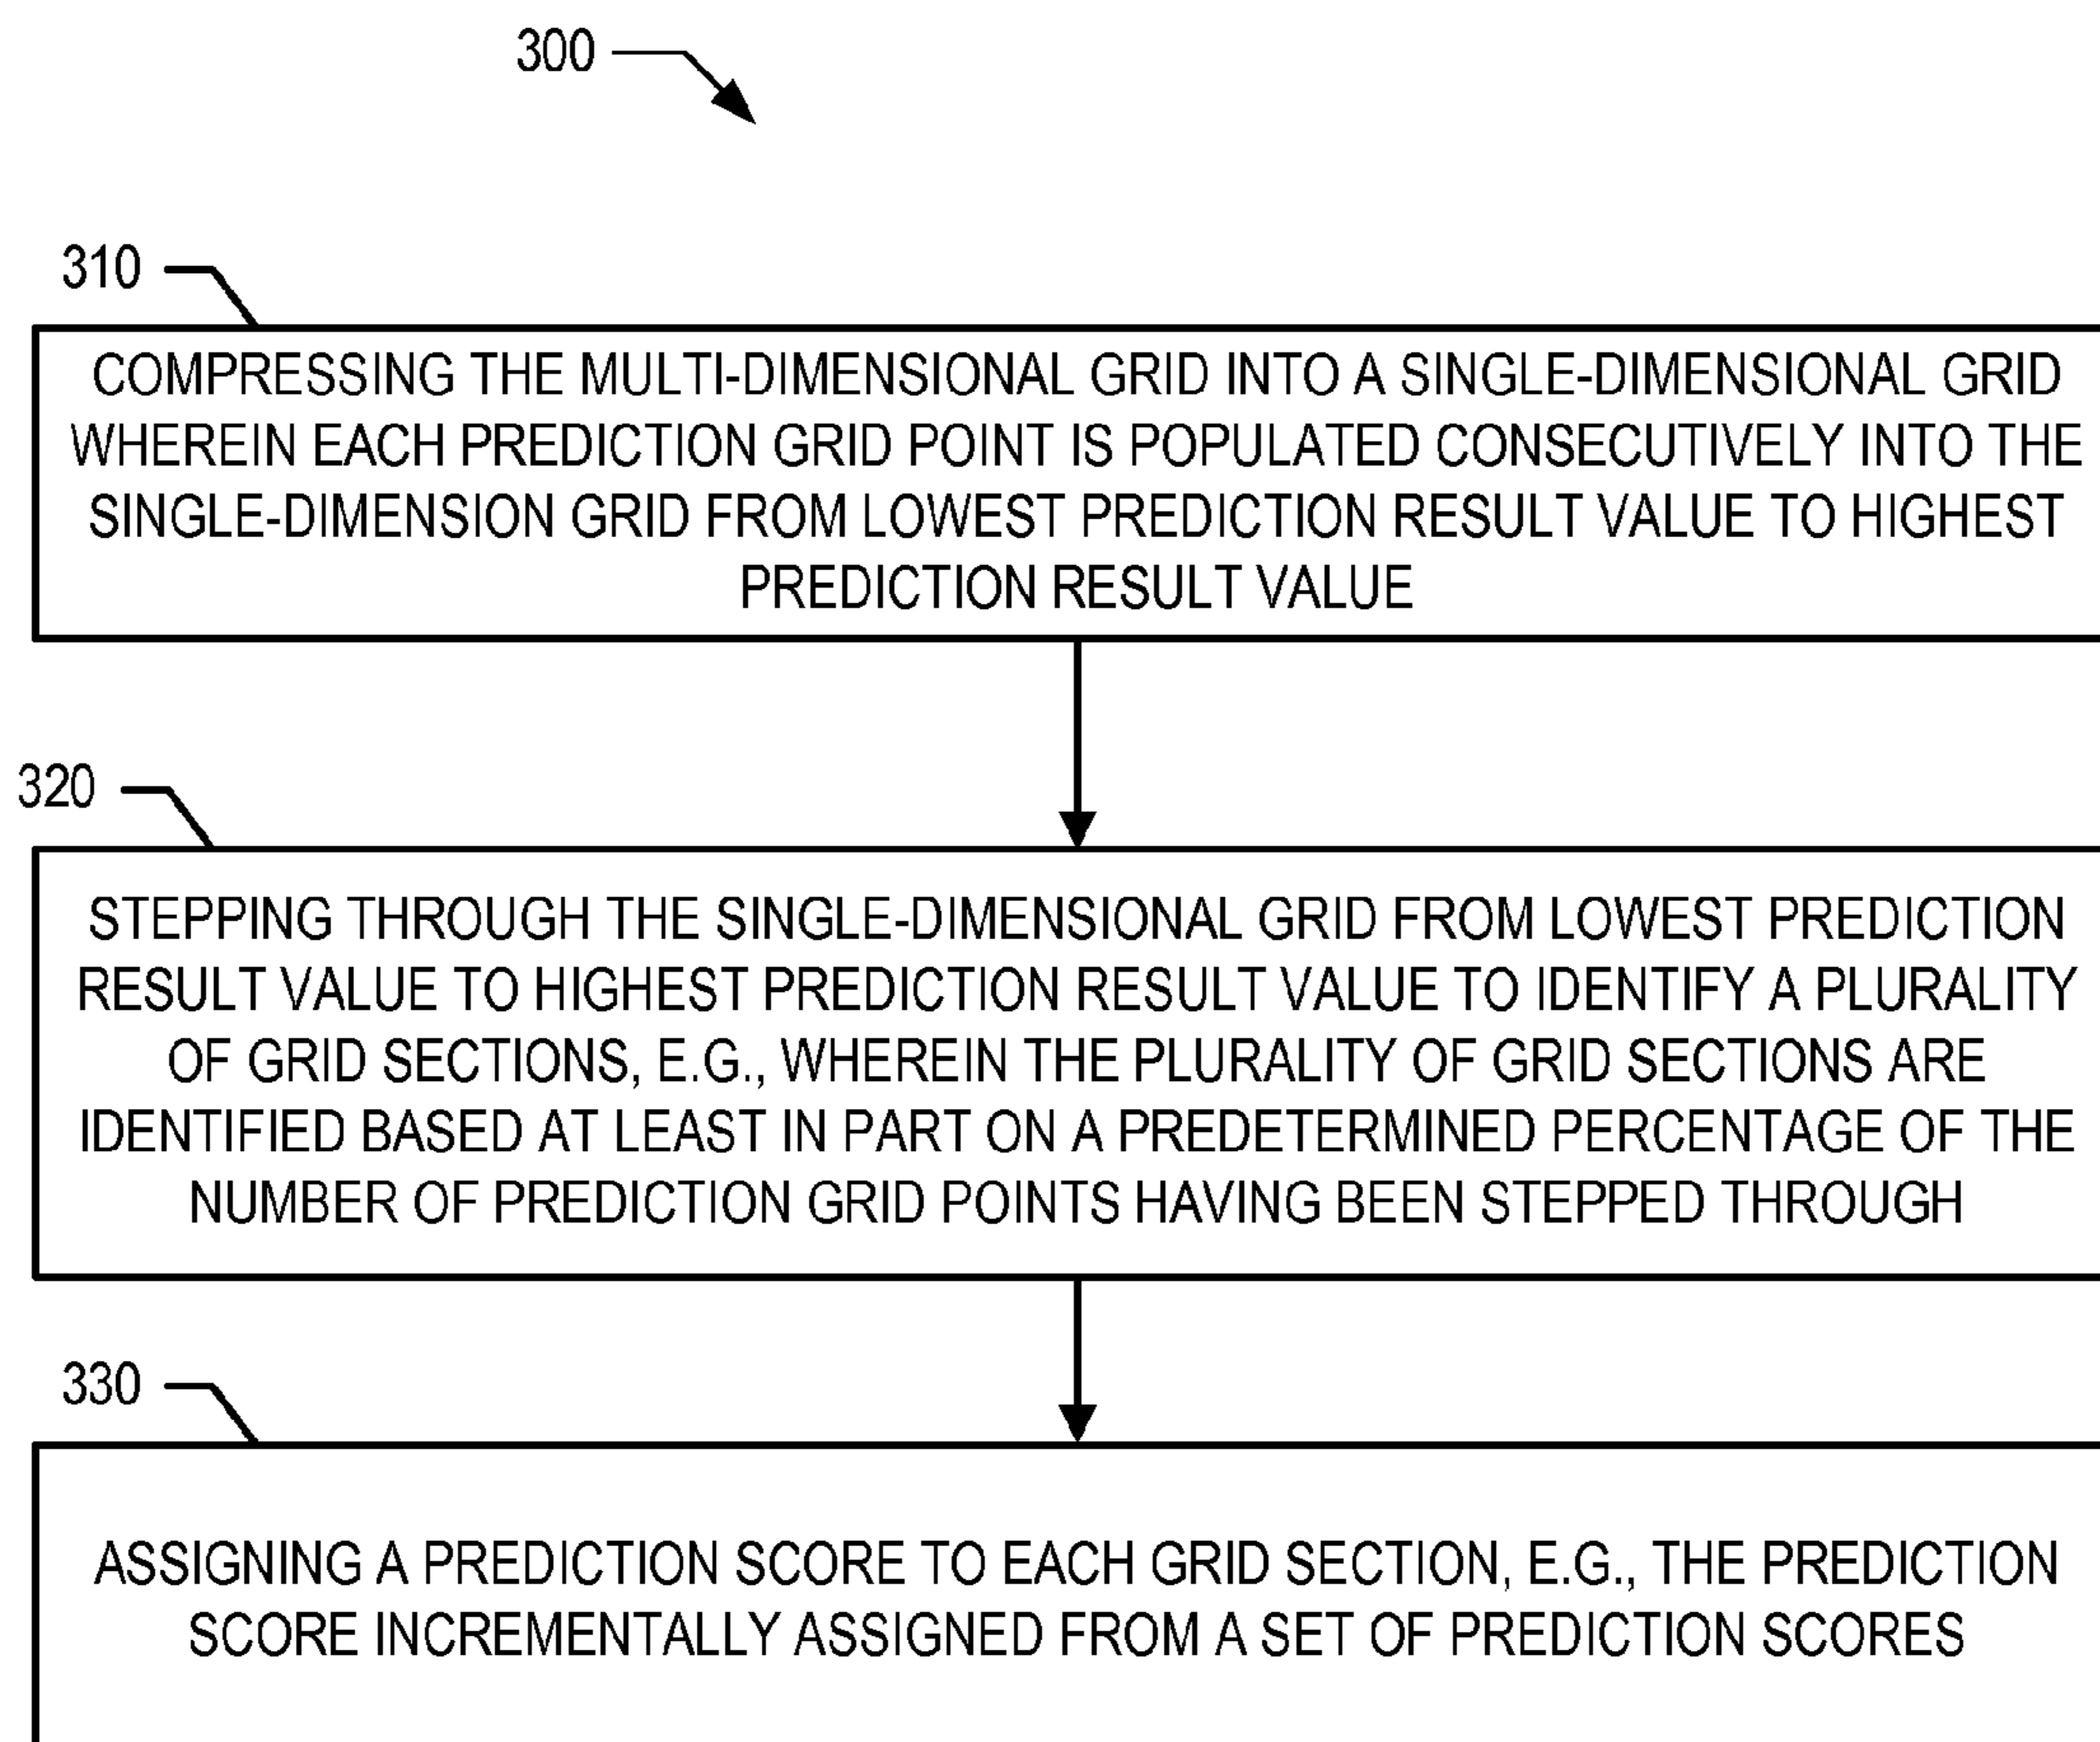 300
310
COMPRESSING THE MULTI-DIMENSIONAL GRID INTO A SINGLE-DIMENSIONAL GRID
WHEREIN EACH PREDICTION GRID POINT IS POPULATED CONSECUTIVELY INTO THE
SINGLE-DIMENSION GRID FROM LOWEST PREDICTION RESULT VALUE TO HIGHEST
PREDICTION RESULT VALUE
320
STEPPING THROUGH THE SINGLE-DIMENSIONAL GRID FROM LOWEST PREDICTION
RESULT VALUE TO HIGHEST PREDICTION RESULT VALUE TO IDENTIFY A PLURALITY
OF GRID SECTIONS, E.G., WHEREIN THE PLURALITY OF GRID SECTIONS ARE
IDENTIFIED BASED AT LEAST IN PART ON A PREDETERMINED PERCENTAGE OF THE
NUMBER OF PREDICTION GRID POINTS HAVING BEEN STEPPED THROUGH
330
ASSIGNING A PREDICTION SCORE TO EACH GRID SECTION, E.G., THE PREDICTION
SCORE INCREMENTALLY ASSIGNED FROM A SET OF PREDICTION SCORES